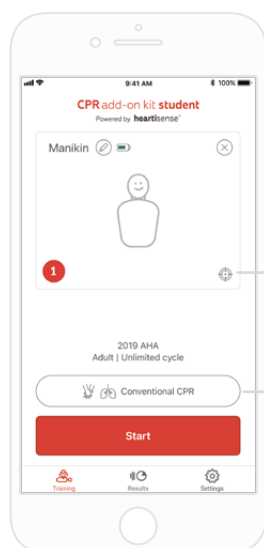 9:41 AM
100%
CPR add-on kit student
Powered by heartisense
Manikin
1
2019 AHA
Adult | Unlimited cycle
Conventional CPR
Start
Training
Results
Settings